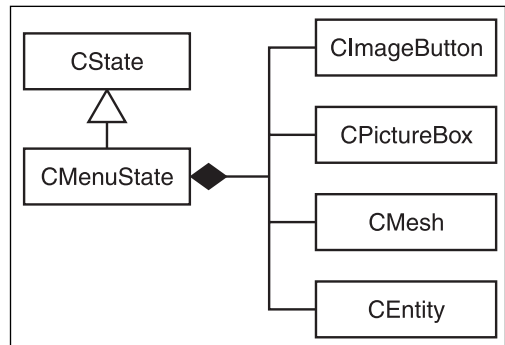 CState
CMenuState
CImageButton
CPictureBox
CMesh
CEntity